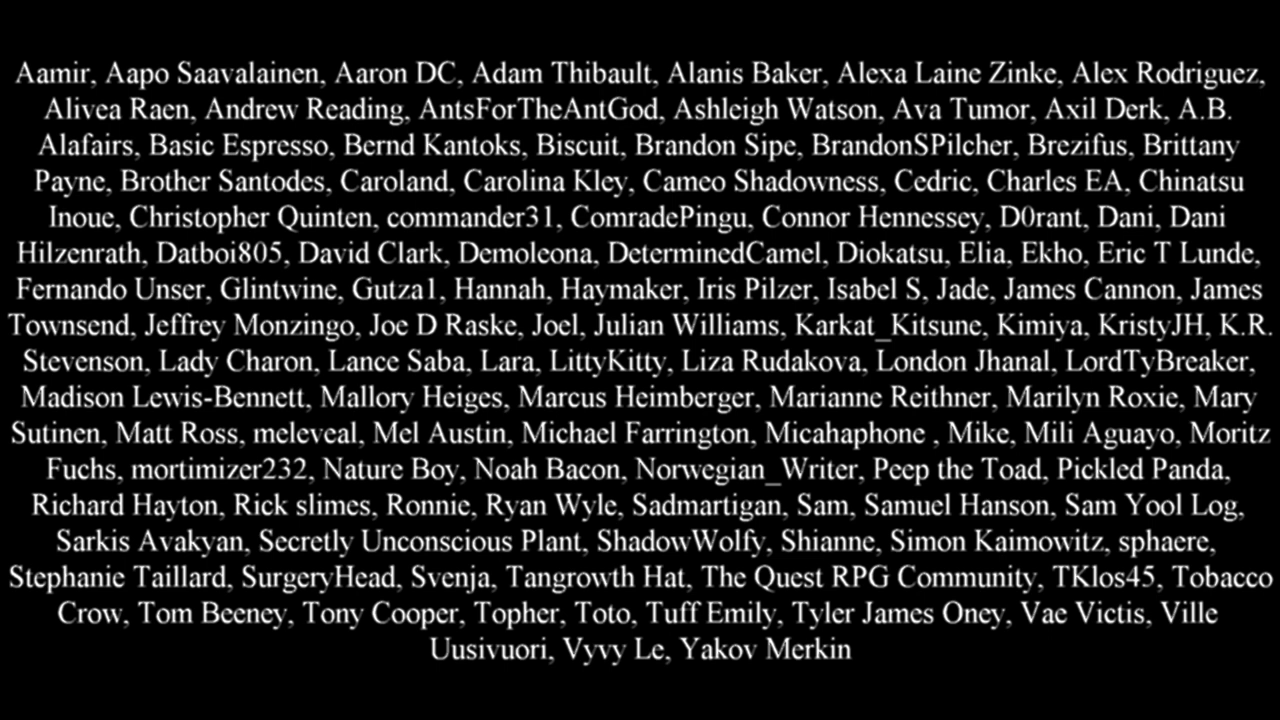 Aamir, Aapo Saavalainen, Aaron DC, Adam Thibault, Alanis Baker, Alexa Laine Zinke, Alex Rodriguez,
Alivea Raen, Andrew Reading, AntsForTheAntGod, Ashleigh Watson, Ava Tumor, Axil Derk, A.B.
Alafairs, Basic Espresso, Bernd Kantoks, Biscuit, Brandon Sipe, BrandonSPilcher, Brezifus, Brittany
Payne, Brother Santodes, Caroland, Carolina Kley, Cameo Shadowness, Cedric, Charles EA, Chinatsu
Inoue, Christopher Quinten, commander31, ComradePingu, Connor Hennessey, D0rant, Dani, Dani
Hilzenrath, Datboi805, David Clark, Demoleona, DeterminedCamel, Diokatsu, Elia, Ekho, Eric T Lunde,
Fernando Unser, Glintwine, Gutza1, Hannah, Haymaker, Iris Pilzer, Isabel S, Jade, James Cannon, James
Townsend, Jeffrey Monzingo, Joe D Raske, Joel, Julian Williams, Karkat_Kitsune, Kimiya, KristyJH, K.R.
Stevenson, Lady Charon, Lance Saba, Lara, LittyKitty, Liza Rudakova, London Jhanal, LordTyBreaker,
Madison Lewis-Bennett, Mallory Heiges, Marcus Heimberger, Marianne Reithner, Marilyn Roxie, Mary
Sutinen, Matt Ross, meleveal, Mel Austin, Michael Farrington, Micahaphone , Mike, Mili Aguayo, Moritz
Fuchs, mortimizer232, Nature Boy, Noah Bacon, Norwegian_Writer, Peep the Toad, Pickled Panda,
Richard Hayton, Rick slimes, Ronnie, Ryan Wyle, Sadmartigan, Sam, Samuel Hanson, Sam Yool Log,
Sarkis Avakyan, Secretly Unconscious Plant, ShadowWolfy, Shianne, Simon Kaimowitz, sphaere,
Stephanie Taillard, SurgeryHead, Svenja, Tangrowth Hat, The Quest RPG Community, TKlos45, Tobacco
Crow, Tom Beeney, Tony Cooper, Topher, Toto, Tuff Emily, Tyler James Oney, Vae Victis, Ville
Uusivuori, Vyvy Le, Yakov Merkin